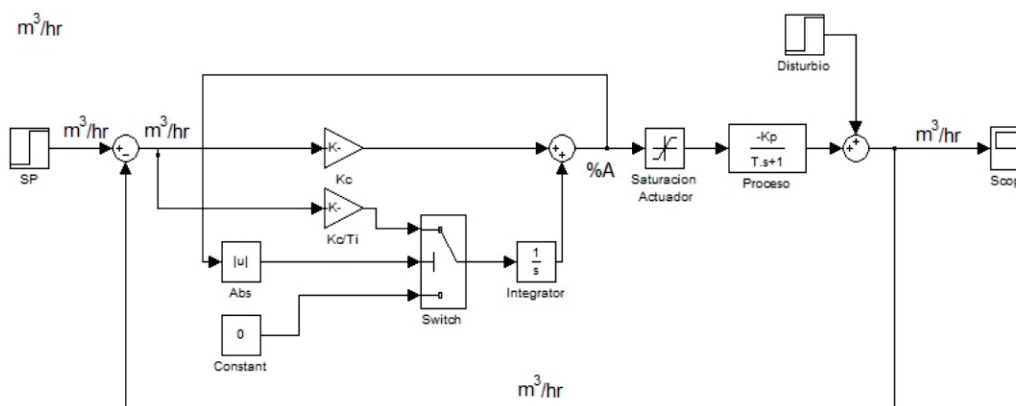 m³/hr
Disturbio
m³/hr
m³/hr
m³/hr
SP
−
K-
Kc
+
+
%A
Saturacion
Actuador
-Kp
T.s+1
Proceso
+
+
Scop
K-
Kc/Ti
|u|
Abs
1
s
Integrator
Switch
0
Constant
m³/hr